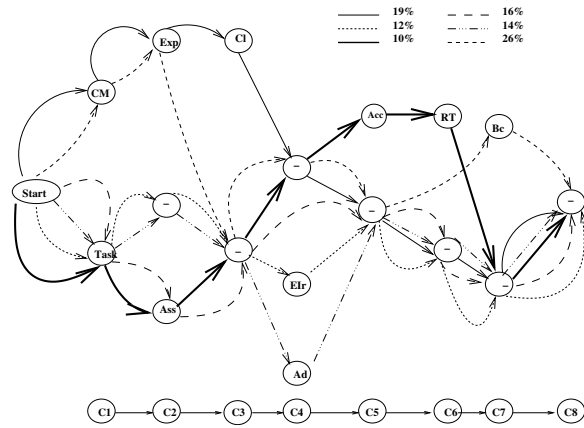 19% 16%
12% 14%
10% 26%
Exp Cl
CM
Acc RT
Bc
–
Start – –
–
Task – –
EIr –
Ass
Ad
C1 C2 C3 C4 C5 C6 C7 C8